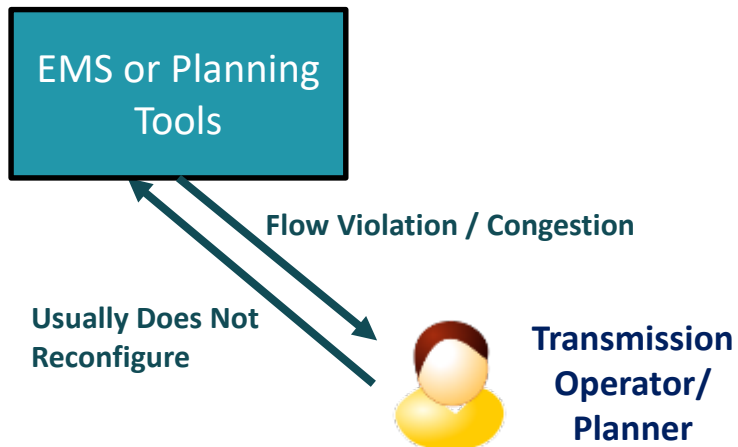 EMS or Planning
Tools
Flow Violation / Congestion
Usually Does Not
Reconfigure
Transmission
Operator/
Planner